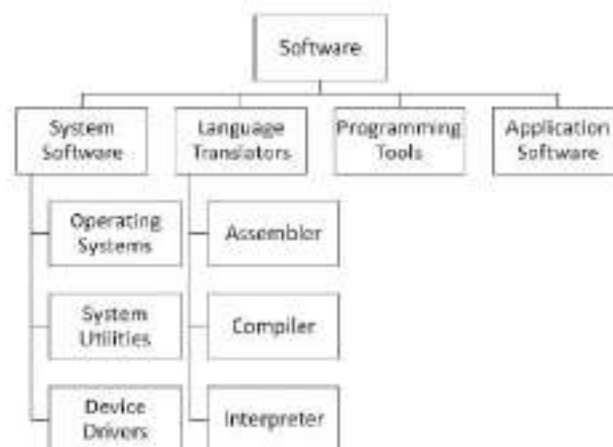 Software
System
Software
Language
Translators
Programming
Tools
Application
Software
Operating
Systems
Assembler
System
Utilities
Compiler
Device
Drivers
Interpreter